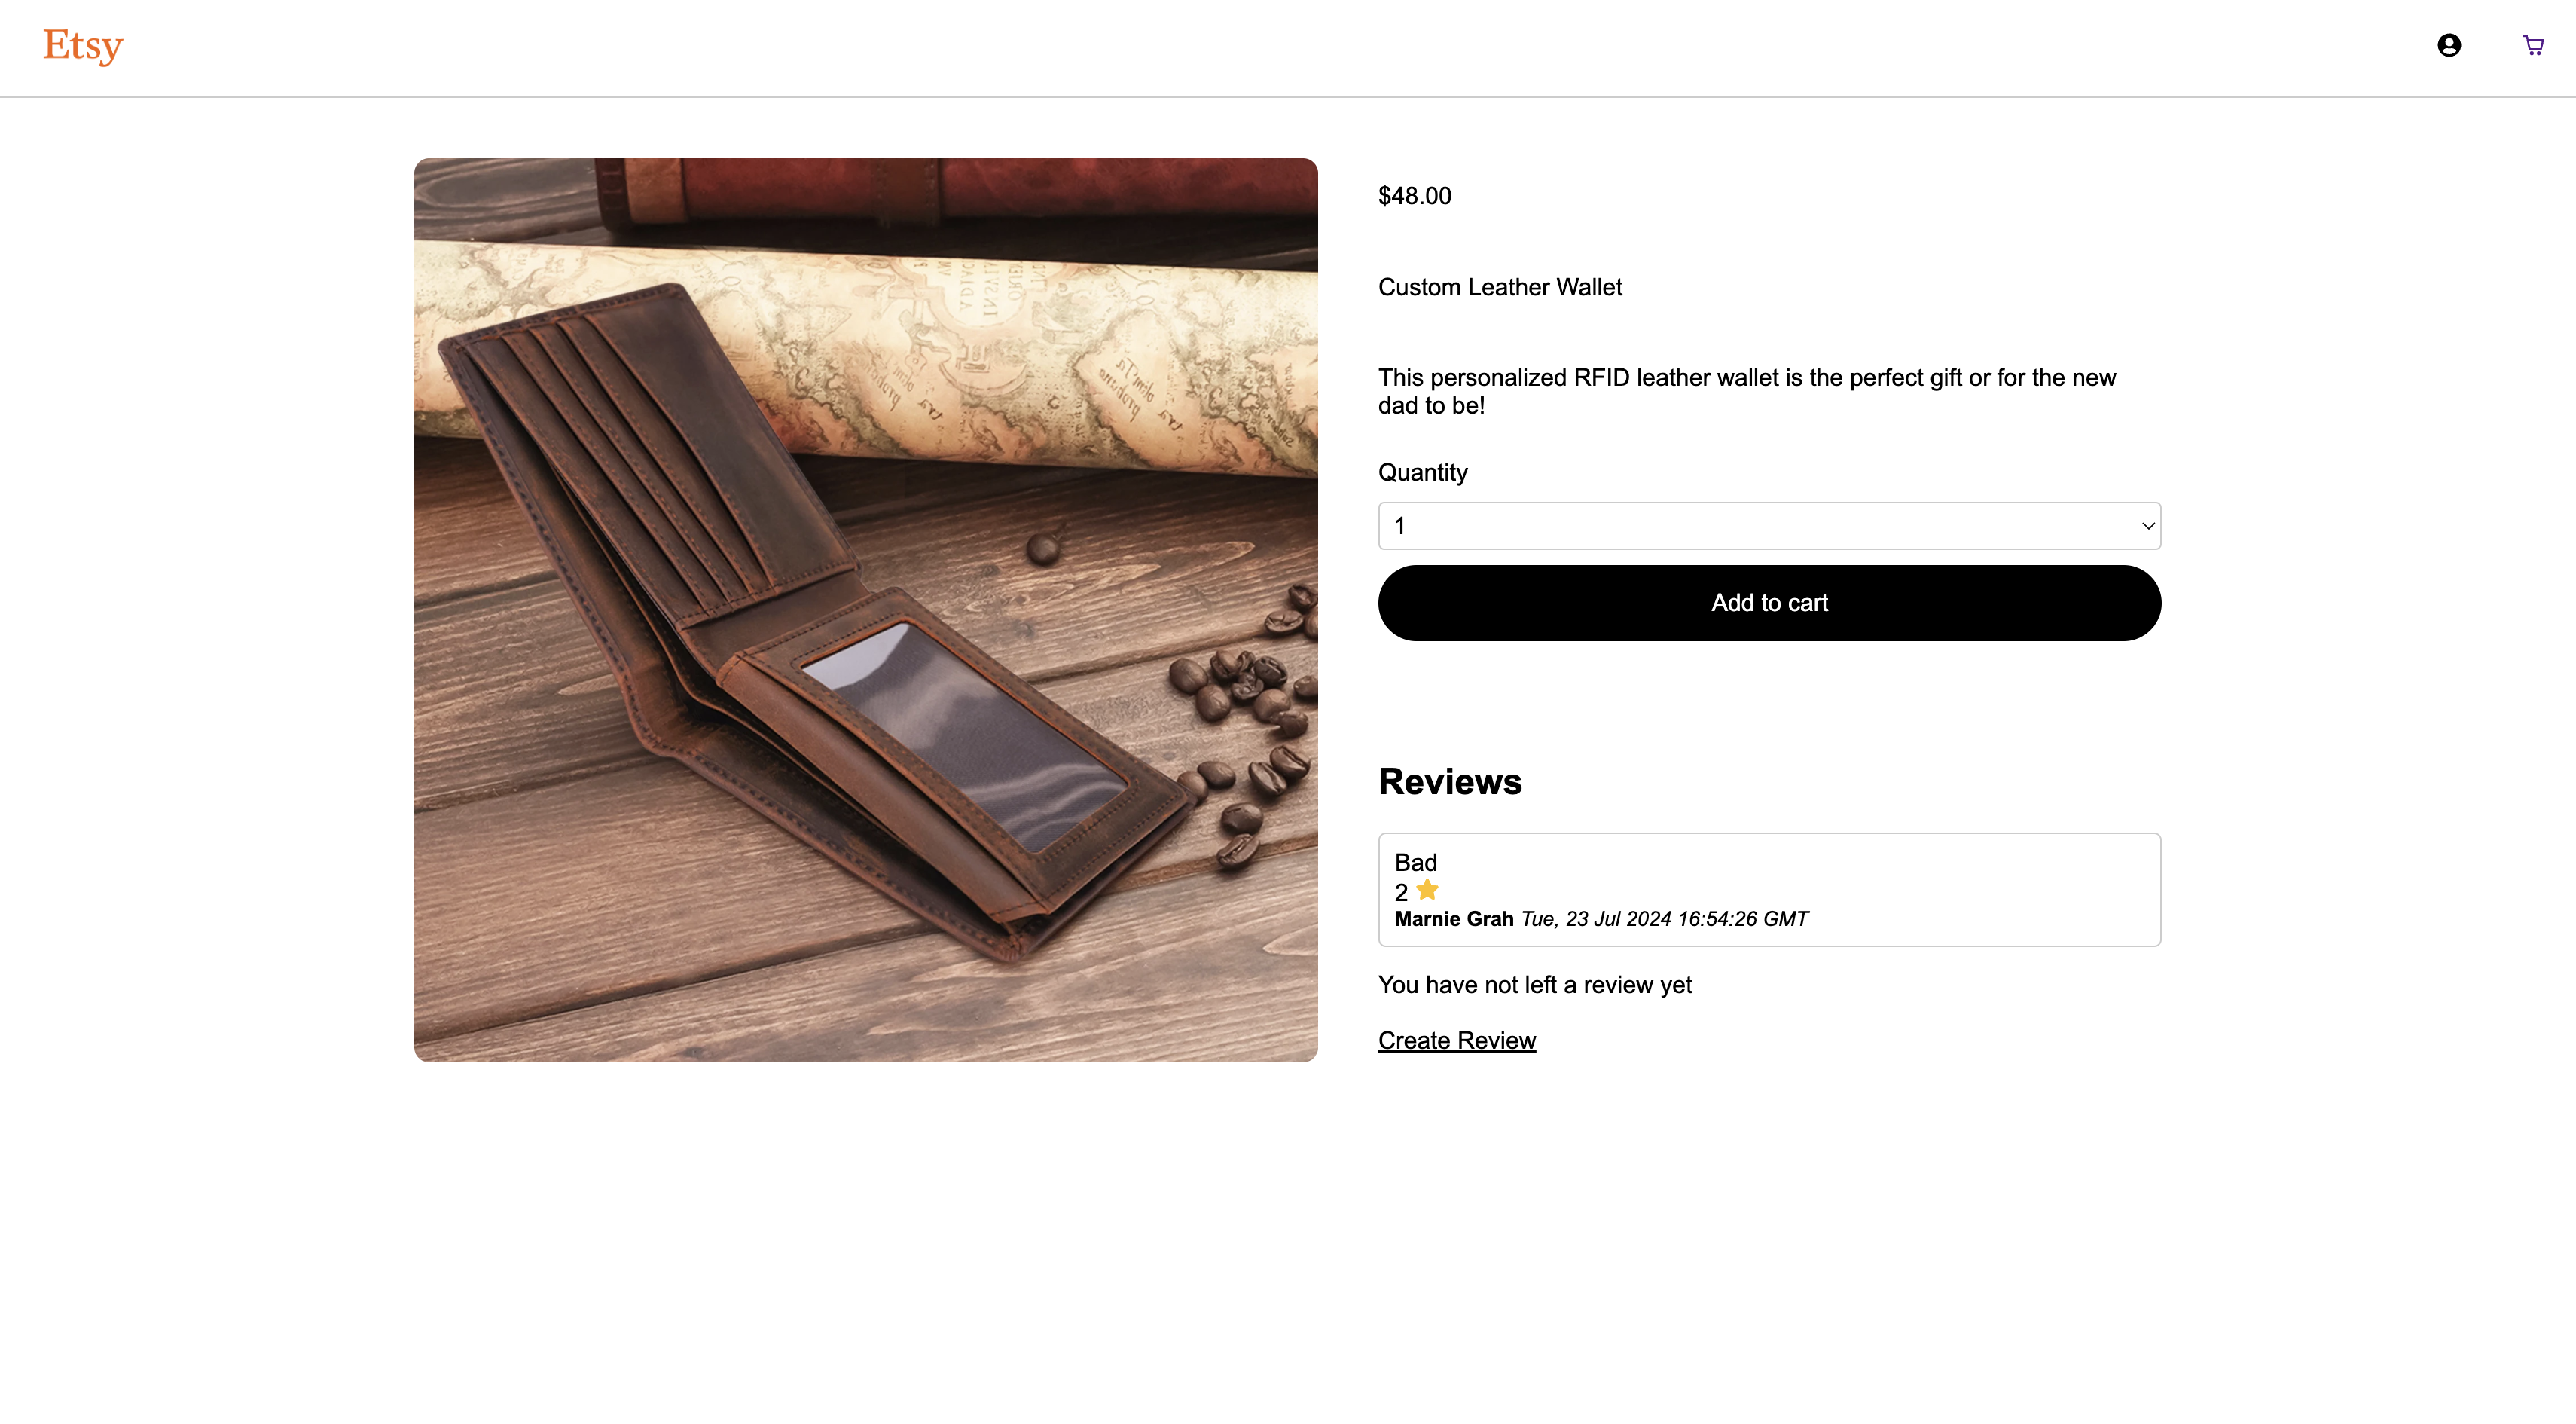 Etsy
$48.00
Custom Leather Wallet
This personalized RFID leather wallet is the perfect gift or for the new
dad to be!
Quantity
1
Add to cart
Reviews
Bad
2
Marnie Grah Tue, 23 Jul 2024 16:54:26 GMT
You have not left a review yet
Create Review